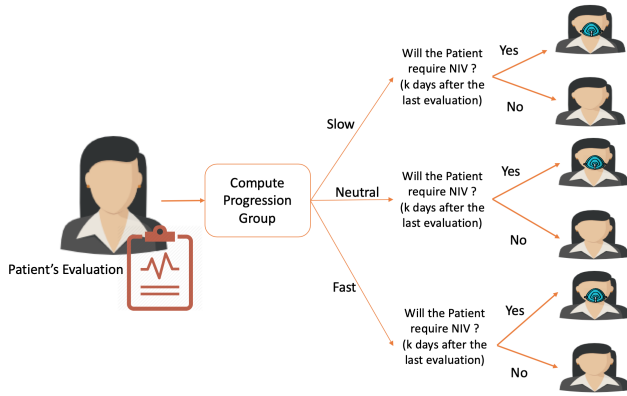 Patient's Evaluation
Compute
Progression
Group
Slow
Neutral
Fast
Will the Patient
require NIV ?
(k days after the
last evaluation)
Yes
No
Will the Patient
require NIV ?
(k days after the
last evaluation)
Yes
No
Will the Patient
require NIV ?
(k days after the
last evaluation)
Yes
No